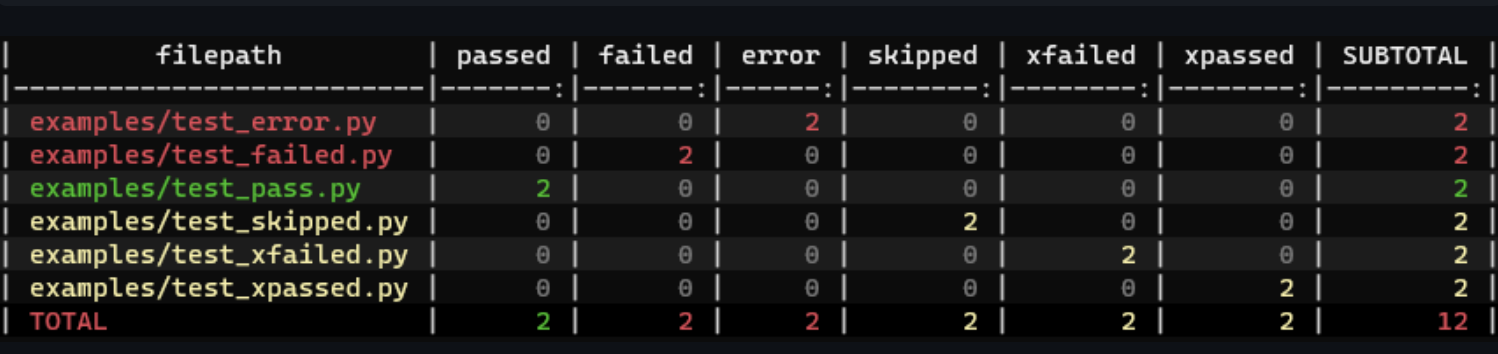 | filepath | passed | failed | error | skipped | xfailed | xpassed | SUBTOTAL |
|--------------------------|-------:|-------:|------:|--------:|--------:|--------:|---------:|
| examples/test_error.py | 0 | 0 | 2 | 0 | 0 | 0 | 2 |
| examples/test_failed.py | 0 | 2 | 0 | 0 | 0 | 0 | 2 |
| examples/test_pass.py | 2 | 0 | 0 | 0 | 0 | 0 | 2 |
| examples/test_skipped.py | 0 | 0 | 0 | 2 | 0 | 0 | 2 |
| examples/test_xfailed.py | 0 | 0 | 0 | 0 | 2 | 0 | 2 |
| examples/test_xpassed.py | 0 | 0 | 0 | 0 | 0 | 2 | 2 |
| TOTAL | 2 | 2 | 2 | 2 | 2 | 2 | 12 |